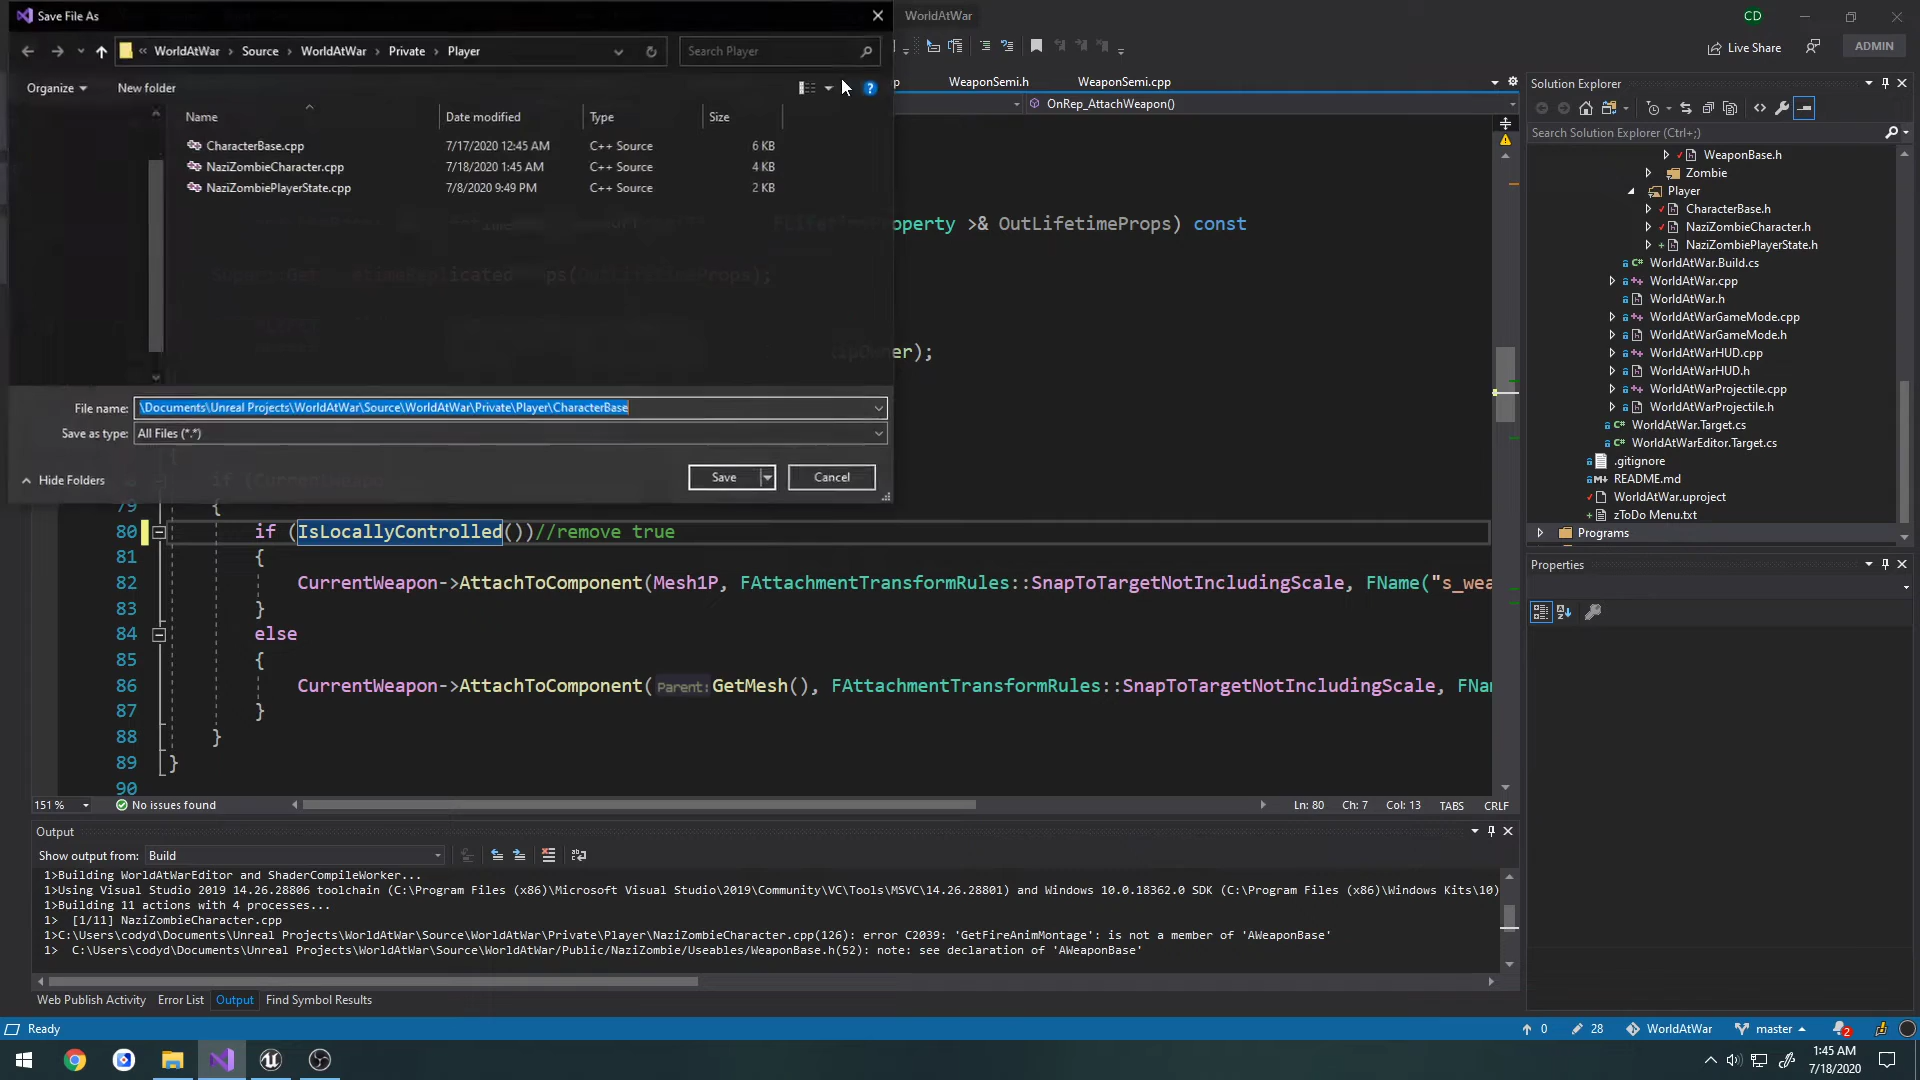 Save File As
WorldAtWar
CD
« WorldAtWar › Source › WorldAtWar › Private › Player
Search Player
Live Share
ADMIN
Organize
New folder
WeaponSemi.h
WeaponSemi.cpp
Solution Explorer
OnRep_AttachWeapon()
Name
Date modified
Type
Size
Search Solution Explorer (Ctrl+;)
CharacterBase.cpp
7/17/2020 12:45 AM
C++ Source
6 KB
NaziZombieCharacter.cpp
7/18/2020 1:45 AM
C++ Source
4 KB
NaziZombiePlayerState.cpp
7/8/2020 9:49 PM
C++ Source
2 KB
WeaponBase.h
Zombie
Player
CharacterBase.h
NaziZombieCharacter.h
NaziZombiePlayerState.h
WorldAtWar.Build.cs
WorldAtWar.cpp
WorldAtWar.h
WorldAtWarGameMode.cpp
WorldAtWarGameMode.h
WorldAtWarHUD.cpp
WorldAtWarHUD.h
WorldAtWarProjectile.cpp
WorldAtWarProjectile.h
WorldAtWar.Target.cs
WorldAtWarEditor.Target.cs
.gitignore
README.md
WorldAtWar.uproject
zToDo Menu.txt
Programs
operty >& OutLifetimeProps) const
er);
File name:
\Documents\Unreal Projects\WorldAtWar\Source\WorldAtWar\Private\Player\CharacterBase
Save as type:
All Files (*.*)
Hide Folders
Save
Cancel
79 {
80 if (IsLocallyControlled())//remove true
81 {
82 CurrentWeapon->AttachToComponent(Mesh1P, FAttachmentTransformRules::SnapToTargetNotIncludingScale, FName("s_wea
83 }
84 else
85 {
86 CurrentWeapon->AttachToComponent(Parent: GetMesh(), FAttachmentTransformRules::SnapToTargetNotIncludingScale, FNa
87 }
88 }
89 }
90
Properties
151 %
No issues found
Ln: 80
Ch: 7
Col: 13
TABS
CRLF
Output
Show output from:
Build
1>Building WorldAtWarEditor and ShaderCompileWorker...
1>Using Visual Studio 2019 14.26.28806 toolchain (C:\Program Files (x86)\Microsoft Visual Studio\2019\Community\VC\Tools\MSVC\14.26.28801) and Windows 10.0.18362.0 SDK (C:\Program Files (x86)\Windows Kits\10)
1>Building 11 actions with 4 processes...
1> [1/11] NaziZombieCharacter.cpp
1>C:\Users\codyd\Documents\Unreal Projects\WorldAtWar\Source\WorldAtWar\Private\Player\NaziZombieCharacter.cpp(126): error C2039: 'GetFireAnimMontage': is not a member of 'AWeaponBase'
1> C:\Users\codyd\Documents\Unreal Projects\WorldAtWar\Source\WorldAtWar/Public/NaziZombie/Useables/WeaponBase.h(52): note: see declaration of 'AWeaponBase'
Web Publish Activity
Error List
Output
Find Symbol Results
Ready
0
28
WorldAtWar
master
2
1:45 AM
7/18/2020